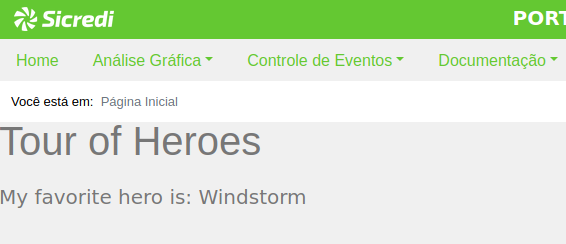 Sicredi PORT
Home Análise Gráfica Controle de Eventos Documentação
Você está em: Página Inicial
Tour of Heroes
My favorite hero is: Windstorm